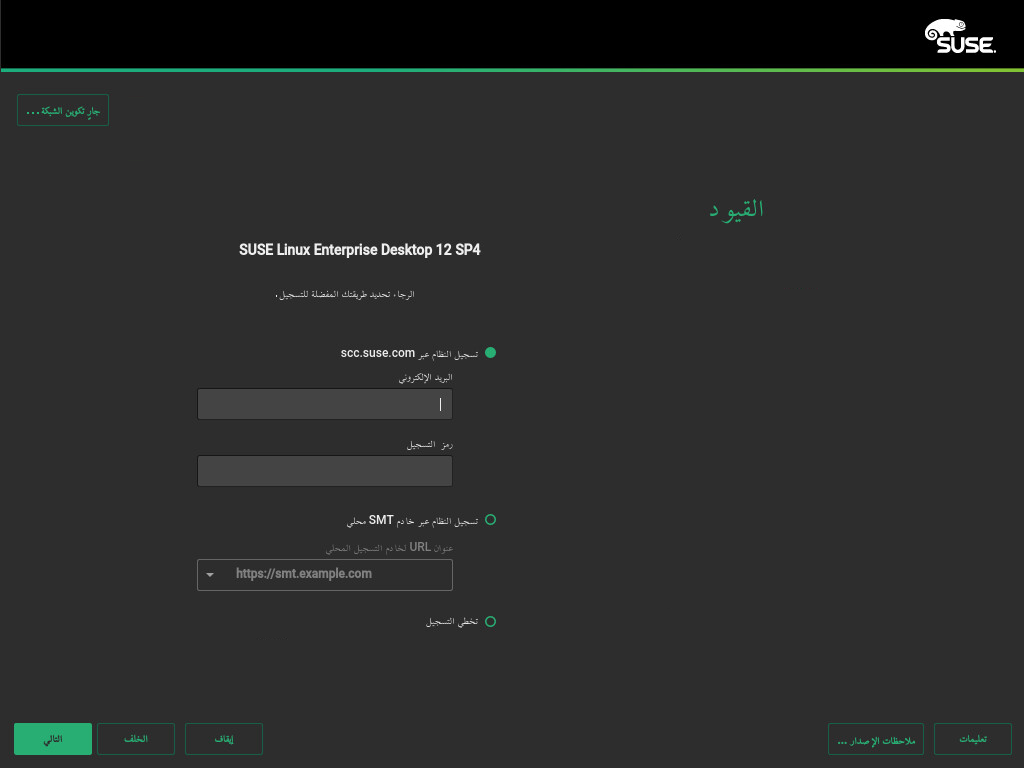 SUSE.
جارٍ تكوين الشبكة...
القيود
SUSE Linux Enterprise Desktop 12 SP4
الرجاء تحديد طريقتك المفضلة للتسجيل.
تسجيل النظام عبر scc.suse.com
البريد الإلكتروني
رمز التسجيل
تسجيل النظام عبر خادم SMT محلي
عنوان URL لخادم التسجيل المحلي
https://smt.example.com
تخطي التسجيل
تعليمات
ملاحظات الإصدار ...
إيقاف
الخلف
التالي